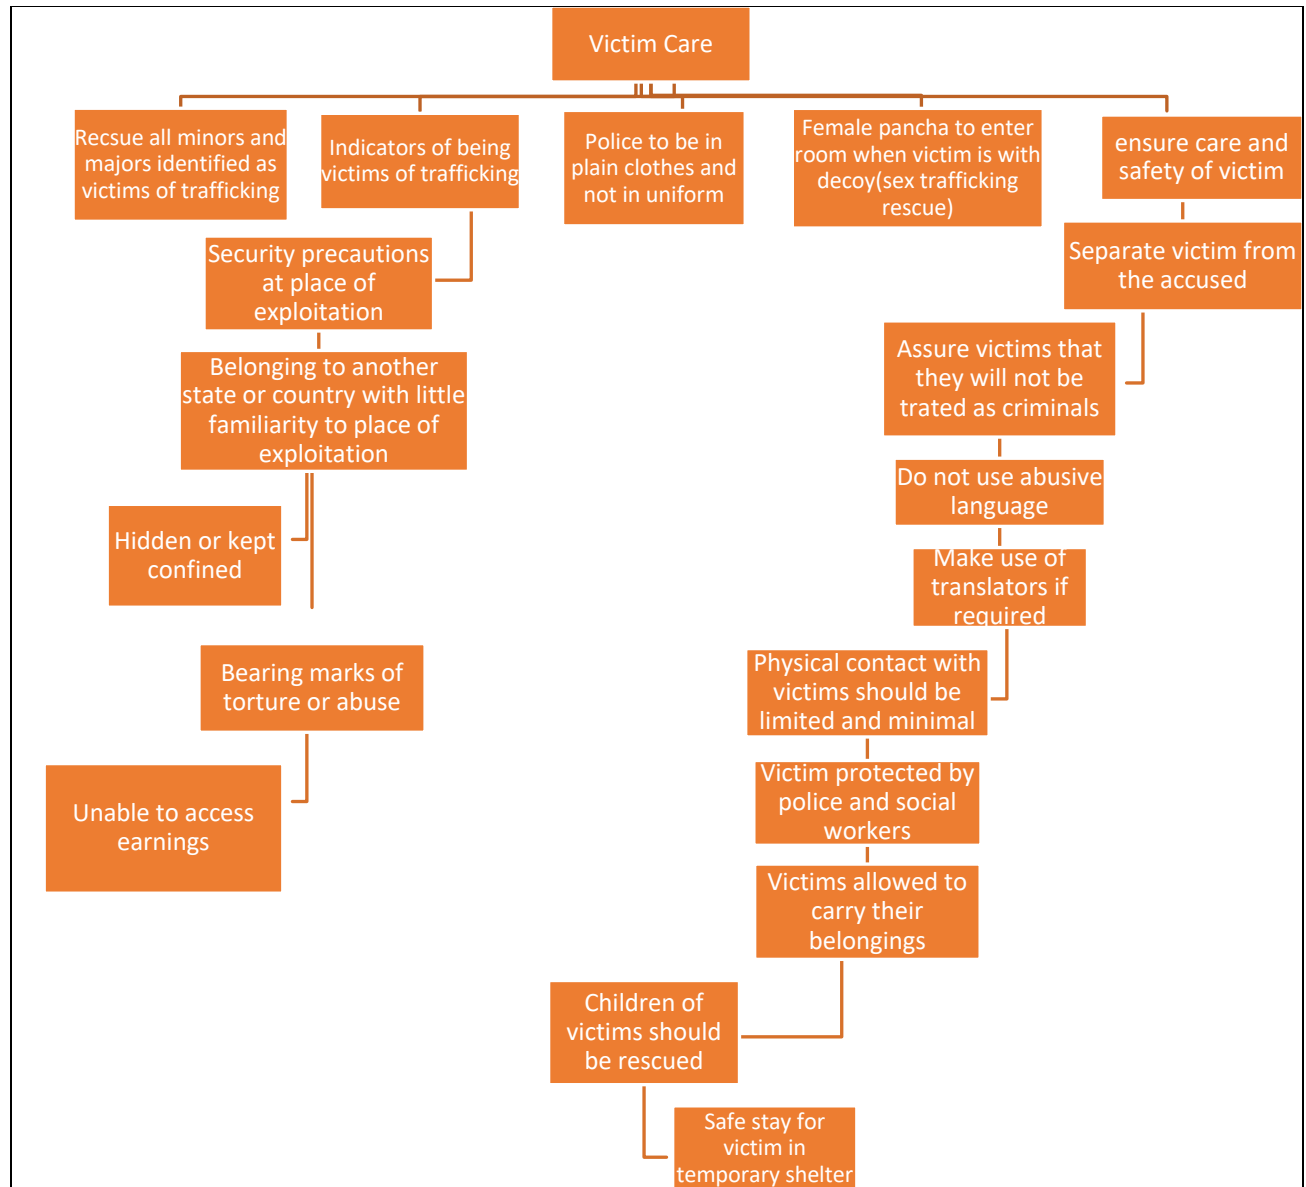 Victim Care
Recsue all minors and
majors identified as
victims of trafficking
Indicators of being
victims of trafficking
Police to be in
plain clothes and
not in uniform
Female pancha to enter
room when victim is with
decoy(sex trafficking
rescue)
ensure care and
safety of victim
Security precautions
at place of
exploitation
Belonging to another
state or country with little
familiarity to place of
exploitation
Hidden or kept
confined
Bearing marks of
torture or abuse
Unable to access
earnings
Separate victim from
the accused
Assure victims that
they will not be
trated as criminals
Do not use abusive
language
Make use of
translators if
required
Physical contact with
victims should be
limited and minimal
Victim protected by
police and social
workers
Victims allowed to
carry their
belongings
Children of
victims should
be rescued
Safe stay for
victim in
temporary shelter